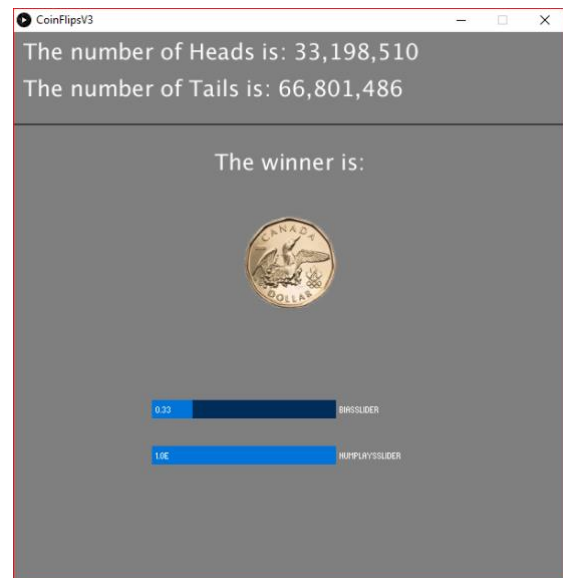 CoinFlipsV3
The number of Heads is: 33,198,510
The number of Tails is: 66,801,486
The winner is:
CANADA
DOLLAR
0.33 BIASSLIDER
1.0E NUMPLAYSSLIDER